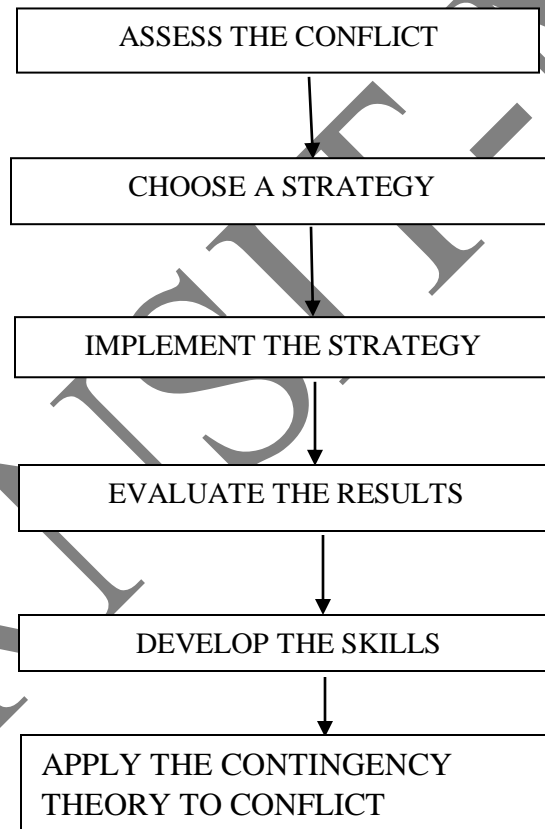 ASSESS THE CONFLICT
CHOOSE A STRATEGY
IMPLEMENT THE STRATEGY
EVALUATE THE RESULTS
DEVELOP THE SKILLS
APPLY THE CONTINGENCY
THEORY TO CONFLICT